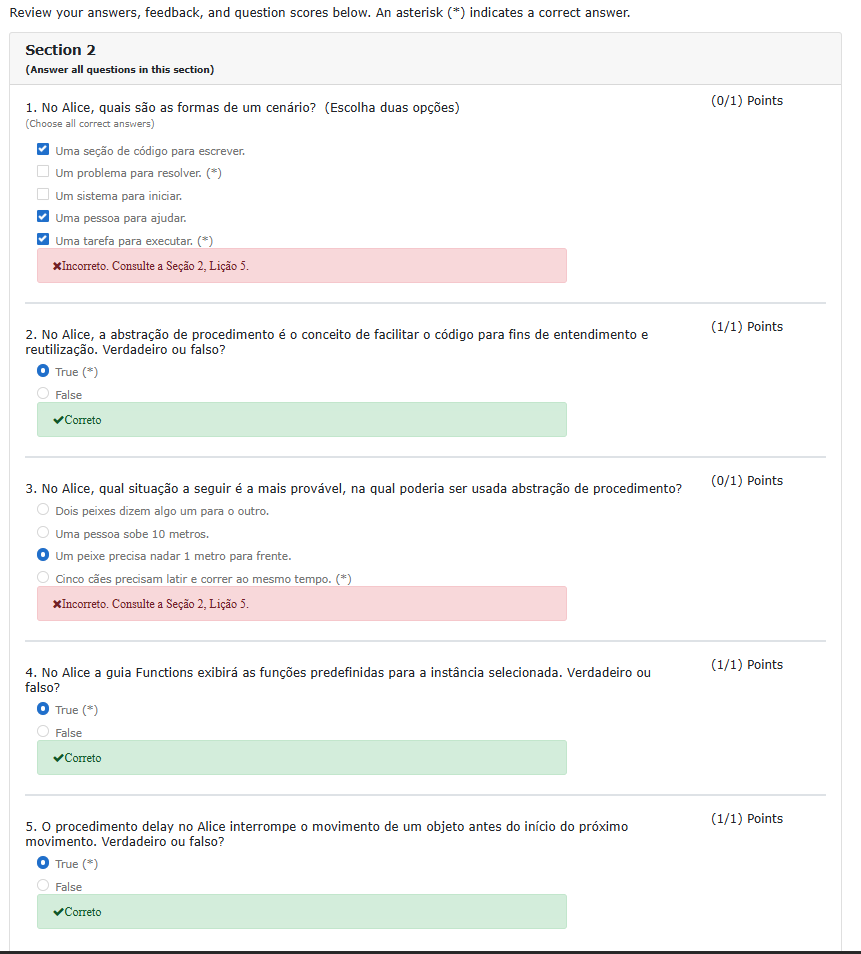 Review your answers, feedback, and question scores below. An asterisk (*) indicates a correct answer.
Section 2
(Answer all questions in this section)
1. No Alice, quais são as formas de um cenário? (Escolha duas opções)
(0/1) Points
(Choose all correct answers)
Uma seção de código para escrever.
Um problema para resolver. (*)
Um sistema para iniciar.
Uma pessoa para ajudar.
Uma tarefa para executar. (*)
✖Incorreto. Consulte a Seção 2, Lição 5.
2. No Alice, a abstração de procedimento é o conceito de facilitar o código para fins de entendimento e
reutilização. Verdadeiro ou falso?
(1/1) Points
True (*)
False
✔Correto
3. No Alice, qual situação a seguir é a mais provável, na qual poderia ser usada abstração de procedimento?
(0/1) Points
Dois peixes dizem algo um para o outro.
Uma pessoa sobe 10 metros.
Um peixe precisa nadar 1 metro para frente.
Cinco cães precisam latir e correr ao mesmo tempo. (*)
✖Incorreto. Consulte a Seção 2, Lição 5.
4. No Alice a guia Functions exibirá as funções predefinidas para a instância selecionada. Verdadeiro ou
falso?
(1/1) Points
True (*)
False
✔Correto
5. O procedimento delay no Alice interrompe o movimento de um objeto antes do início do próximo
movimento. Verdadeiro ou falso?
(1/1) Points
True (*)
False
✔Correto